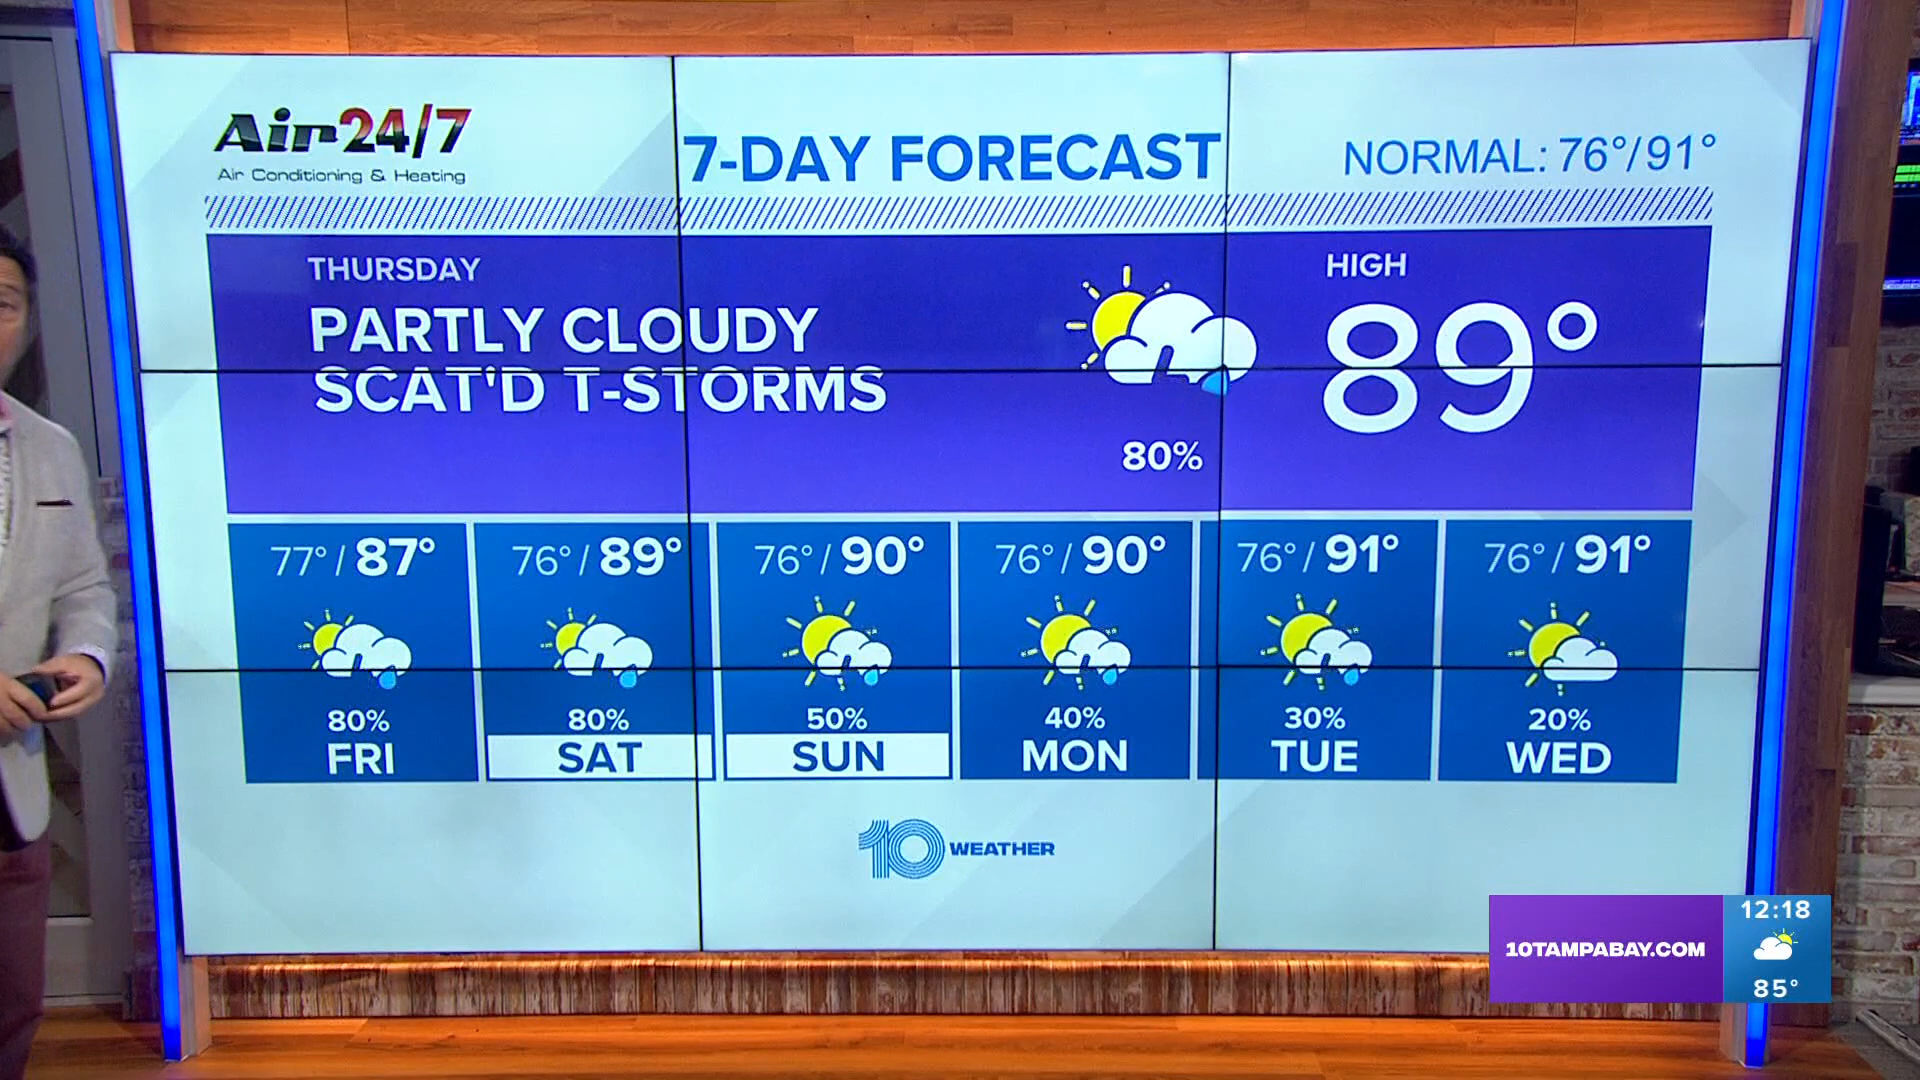 Air24/7
Air Conditioning & Heating
7-DAY FORECAST
NORMAL: 76°/91°
THURSDAY
PARTLY CLOUDY
SCAT'D T-STORMS
80%
HIGH
89°
77° / 87°
80%
FRI
76° / 89°
80%
SAT
76° / 90°
50%
SUN
76° / 90°
40%
MON
76° / 91°
30%
TUE
76° / 91°
20%
WED
10 WEATHER
10TAMPABAY.COM
12:18
85°